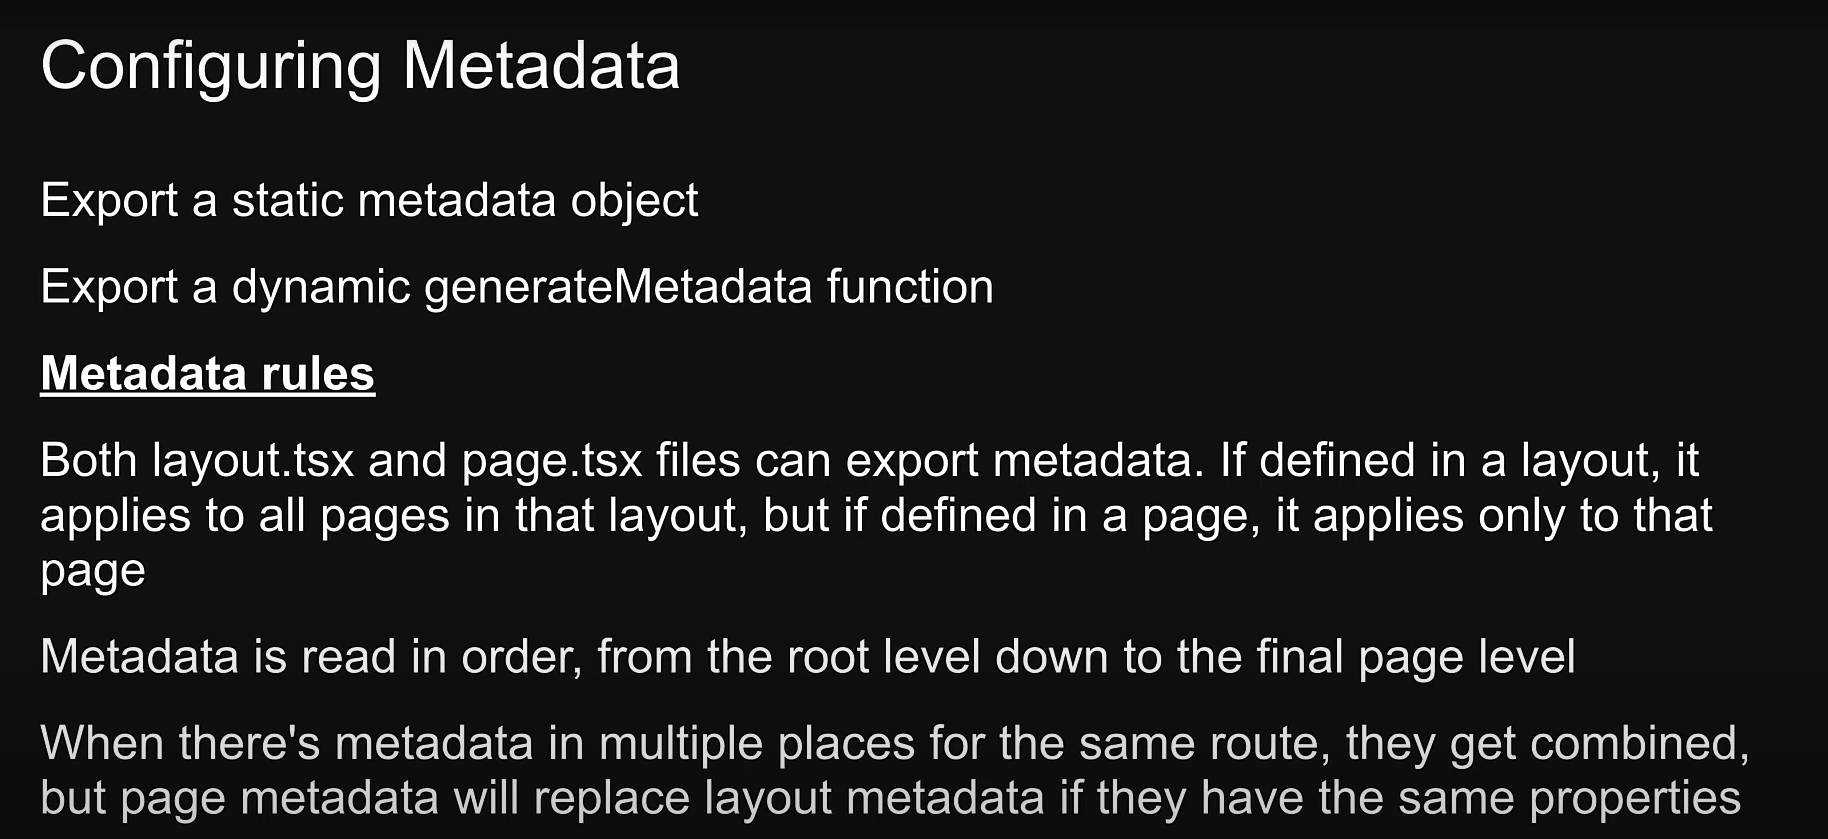 Configuring Metadata
Export a static metadata object
Export a dynamic generateMetadata function
Metadata rules
Both layout.tsx and page.tsx files can export metadata. If defined in a layout, it
applies to all pages in that layout, but if defined in a page, it applies only to that
page
Metadata is read in order, from the root level down to the final page level
When there's metadata in multiple places for the same route, they get combined,
but page metadata will replace layout metadata if they have the same properties